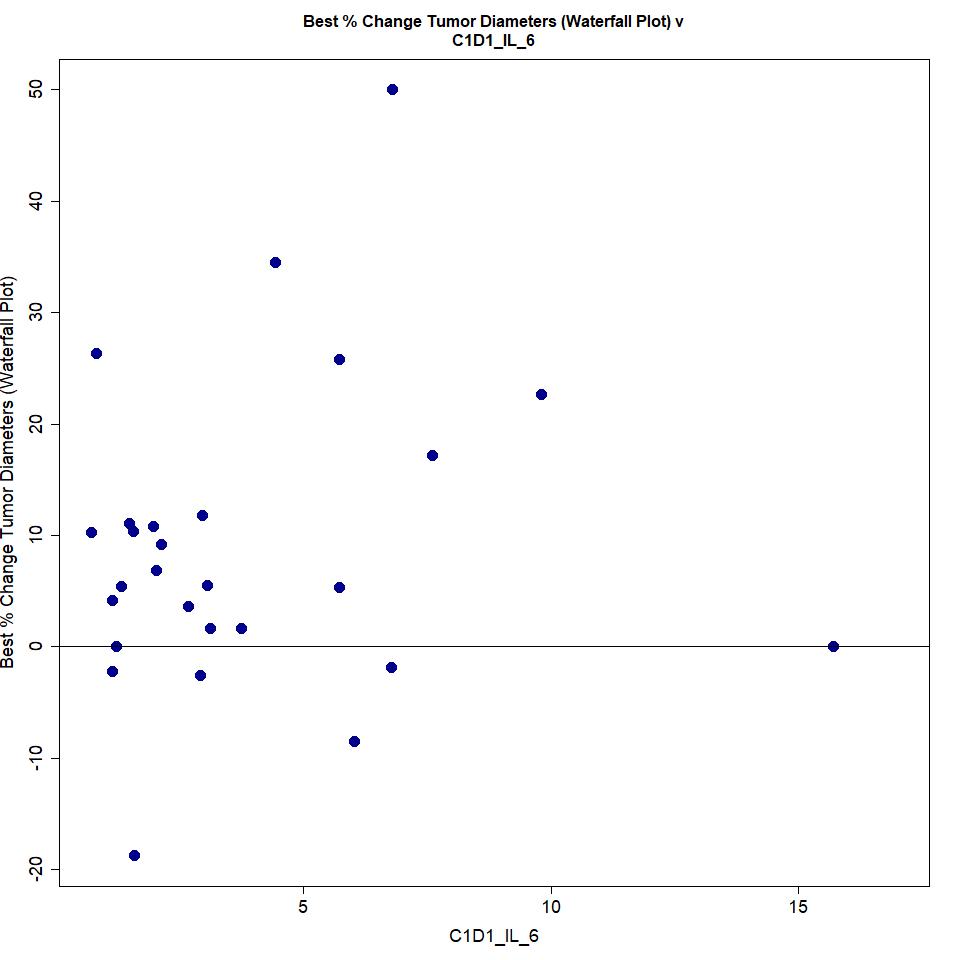 Best % Change Tumor Diameters (Waterfall Plot) v
C1D1_IL_6
50
40
30
20
10
0
-10
-20
Best % Change Tumor Diameters (Waterfall Plot)
5
10
15
C1D1_IL_6